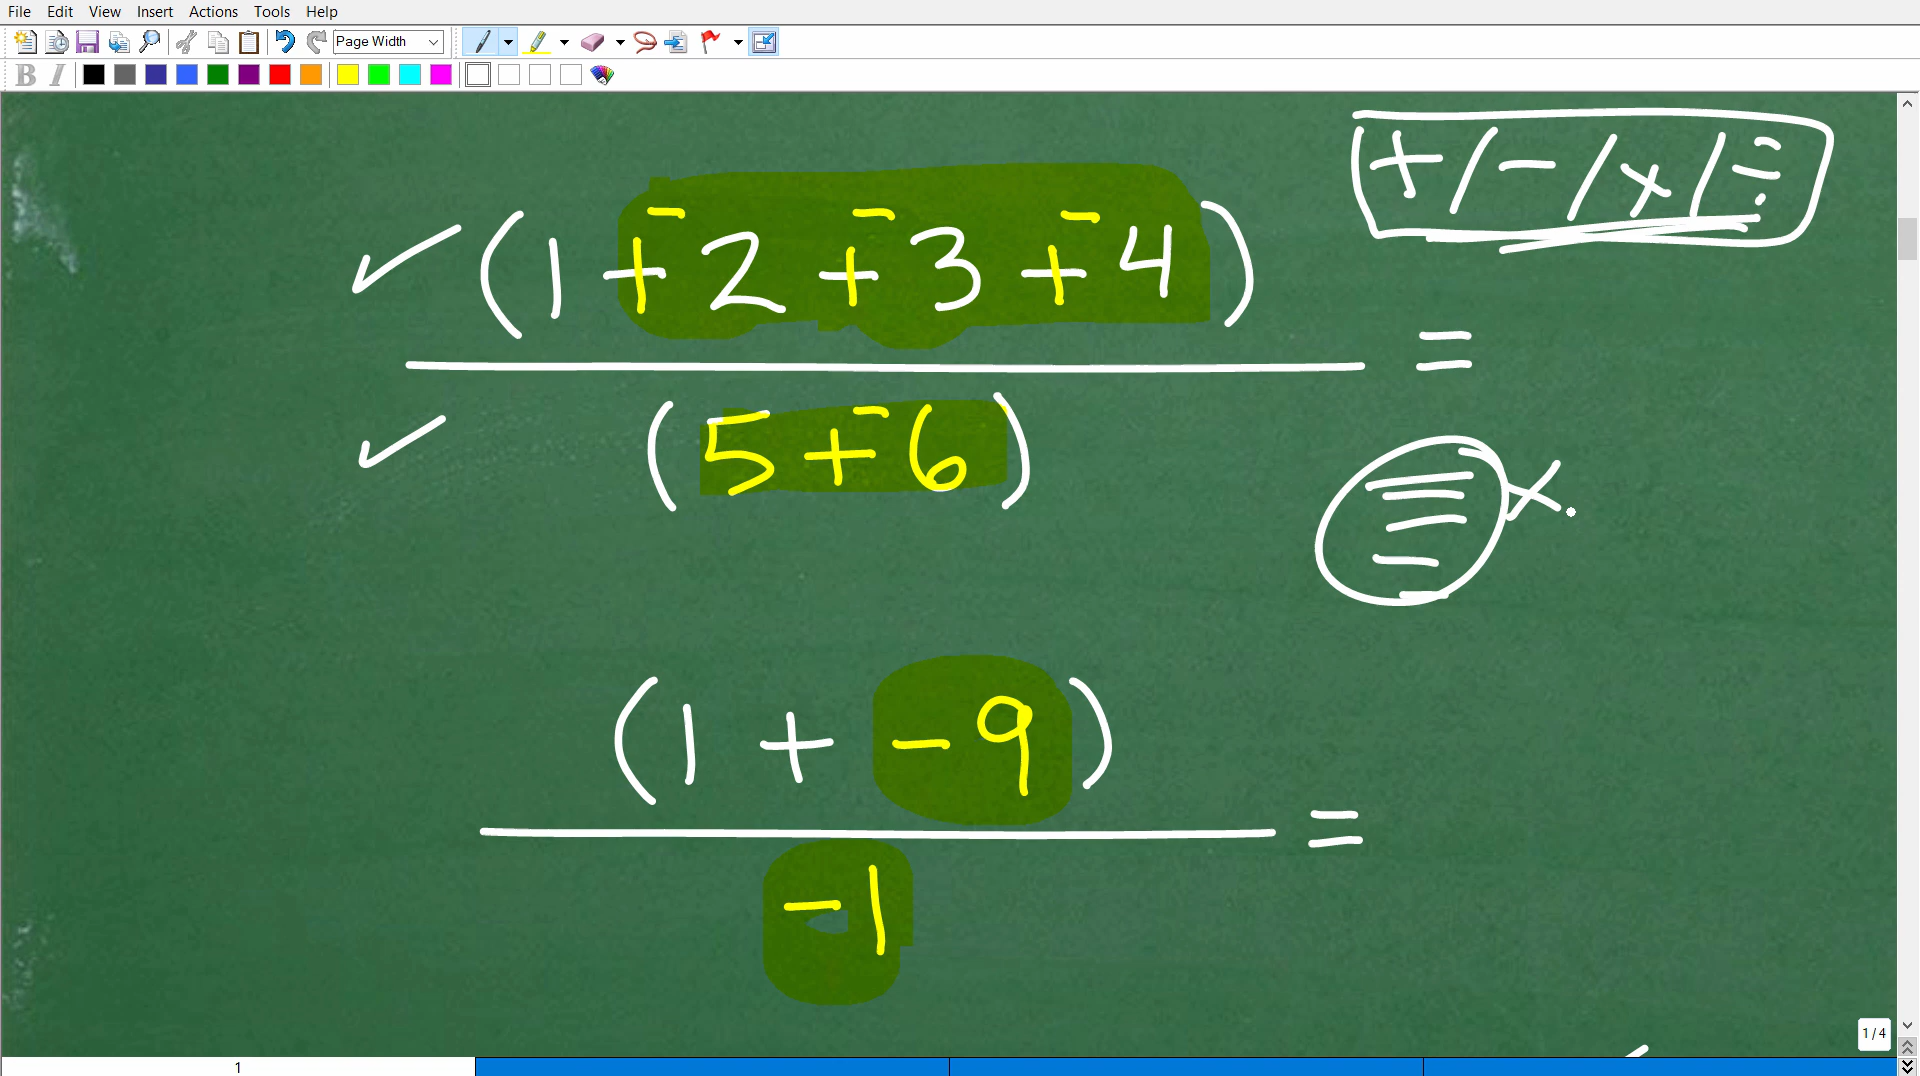 File Edit View Insert Actions Tools Help
Page Width
B I
+ / - / x / ÷
(1 + -2 + -3 + -4) =
(5 + -6)
x
(1 + -9) =
-1
1 / 4
1